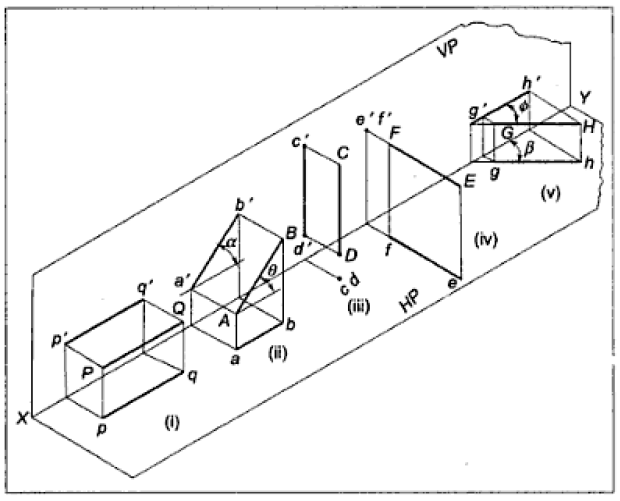 VP
h'
Y
g'
φ
H
G
β
h
g
(v)
e' f'
F
c'
C
E
b'
B
α
d'
D
f
(iv)
a'
θ
c d
e
(iii)
HP
q'
Q
A
b
a
(ii)
p'
P
q
X
p
(i)